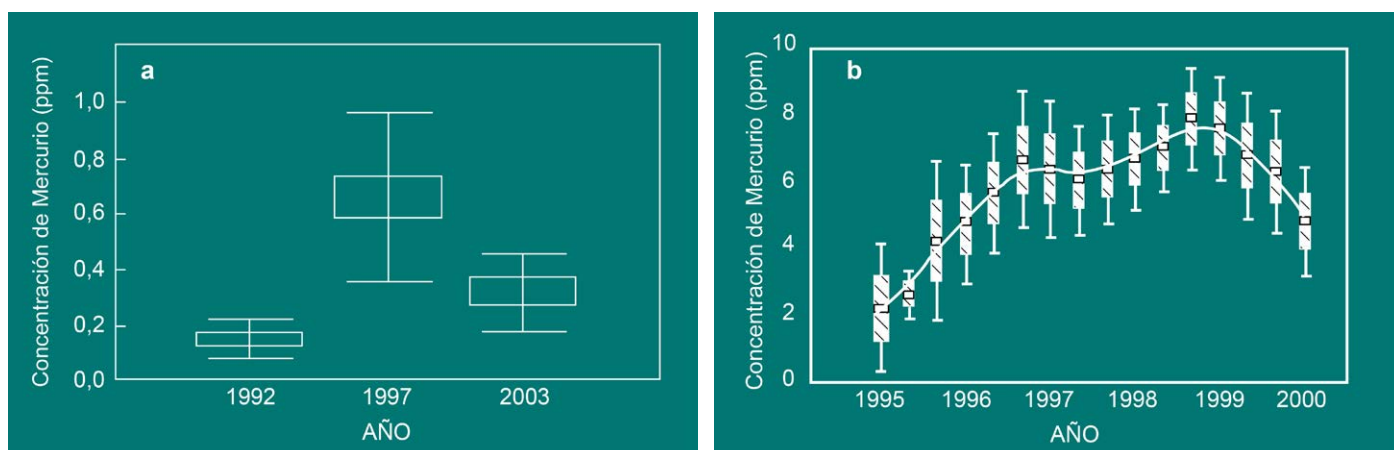 a
Concentración de Mercurio (ppm)
1,0
0,8
0,6
0,4
0,2
0,0
1992 1997 2003
AÑO
b
Concentración de Mercurio (ppm)
10
8
6
4
2
0
1995 1996 1997 1998 1999 2000
AÑO